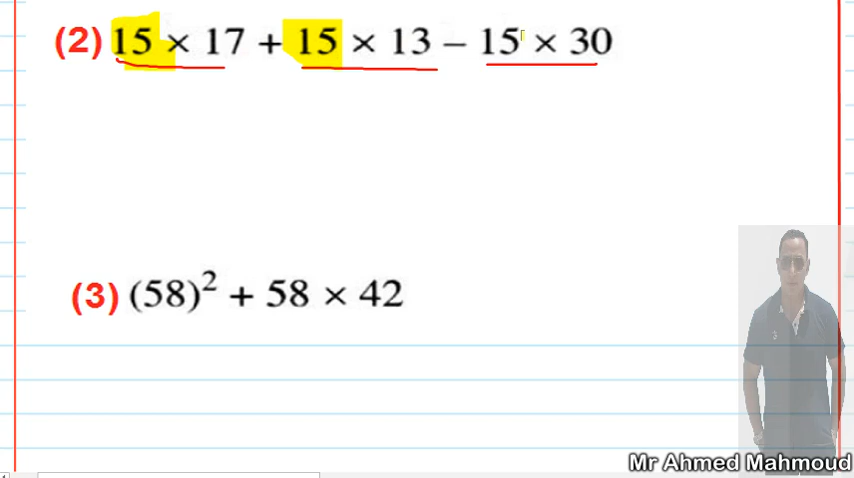 (2) 15 × 17 + 15 × 13 – 15 × 30
(3) (58)² + 58 × 42
Mr Ahmed Mahmoud